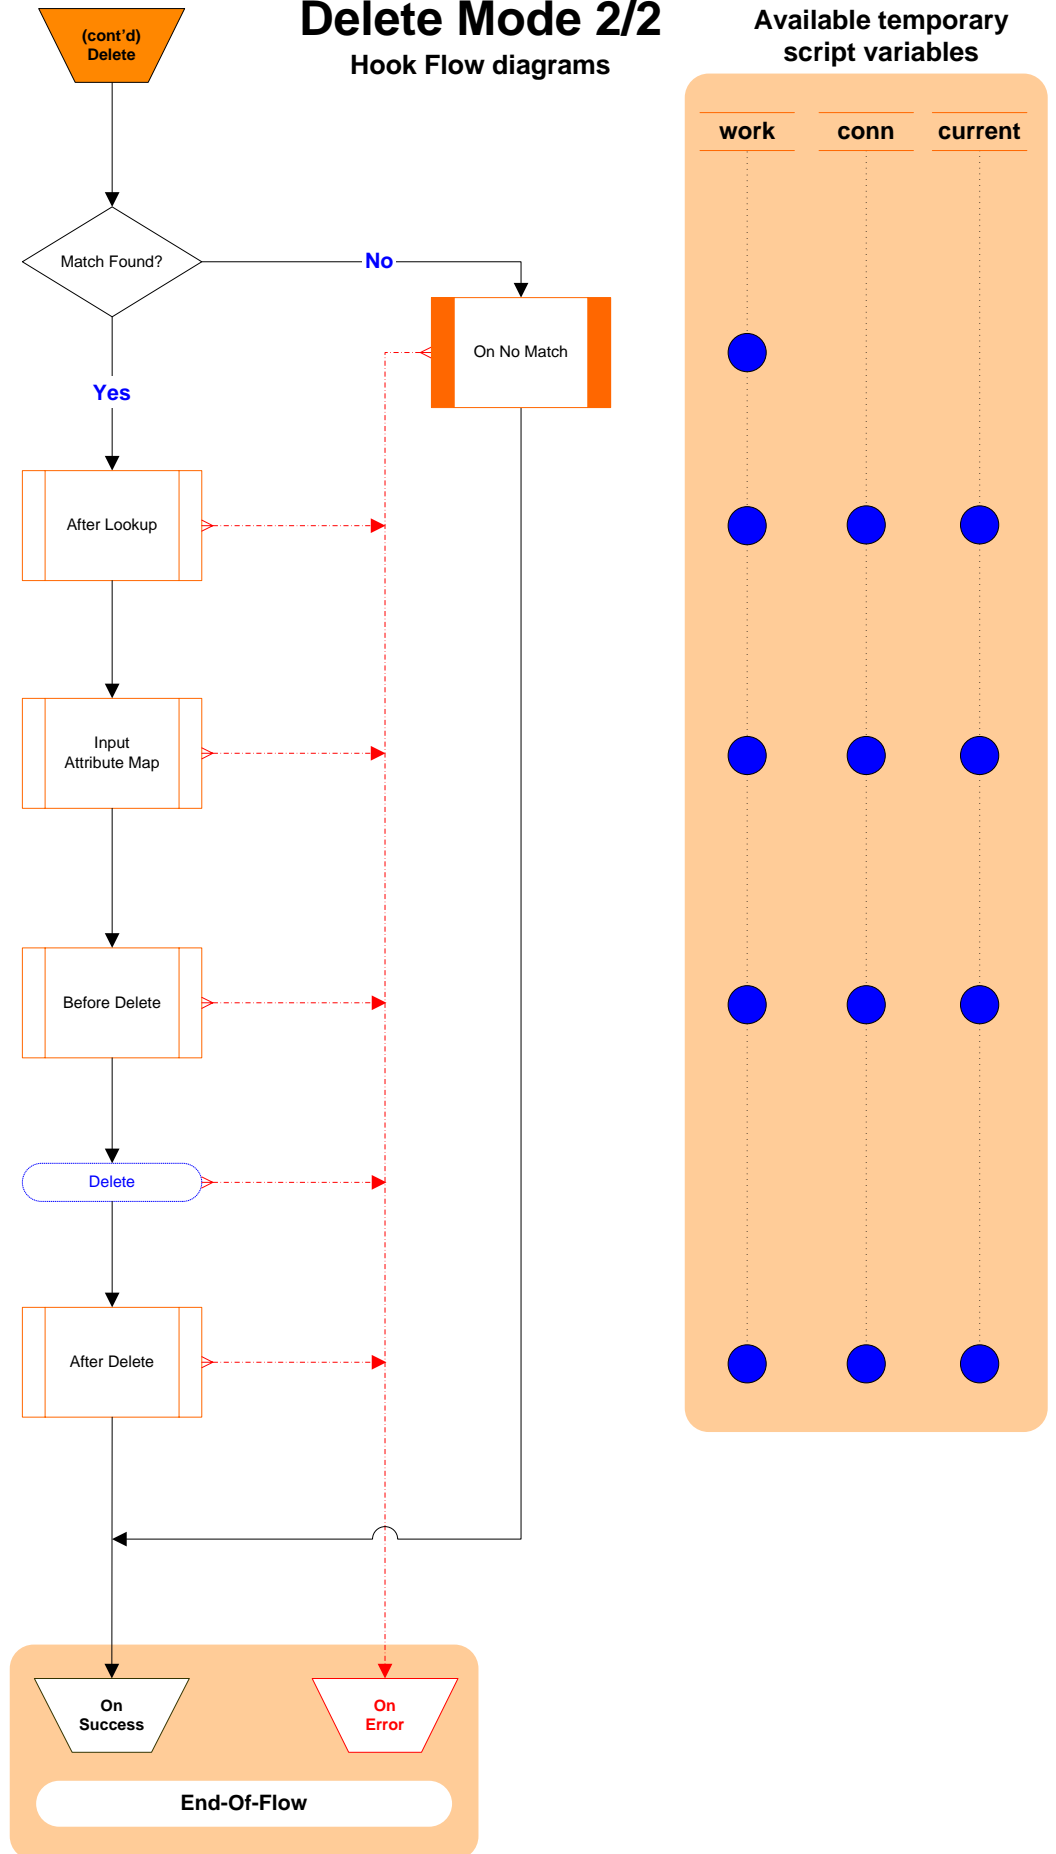 Delete Mode 2/2
Hook Flow diagrams
Available temporary
script variables
(cont'd)
Delete
work
conn
current
Match Found?
No
On No Match
Yes
After Lookup
Input
Attribute Map
Before Delete
Delete
After Delete
On
Success
On
Error
End-Of-Flow